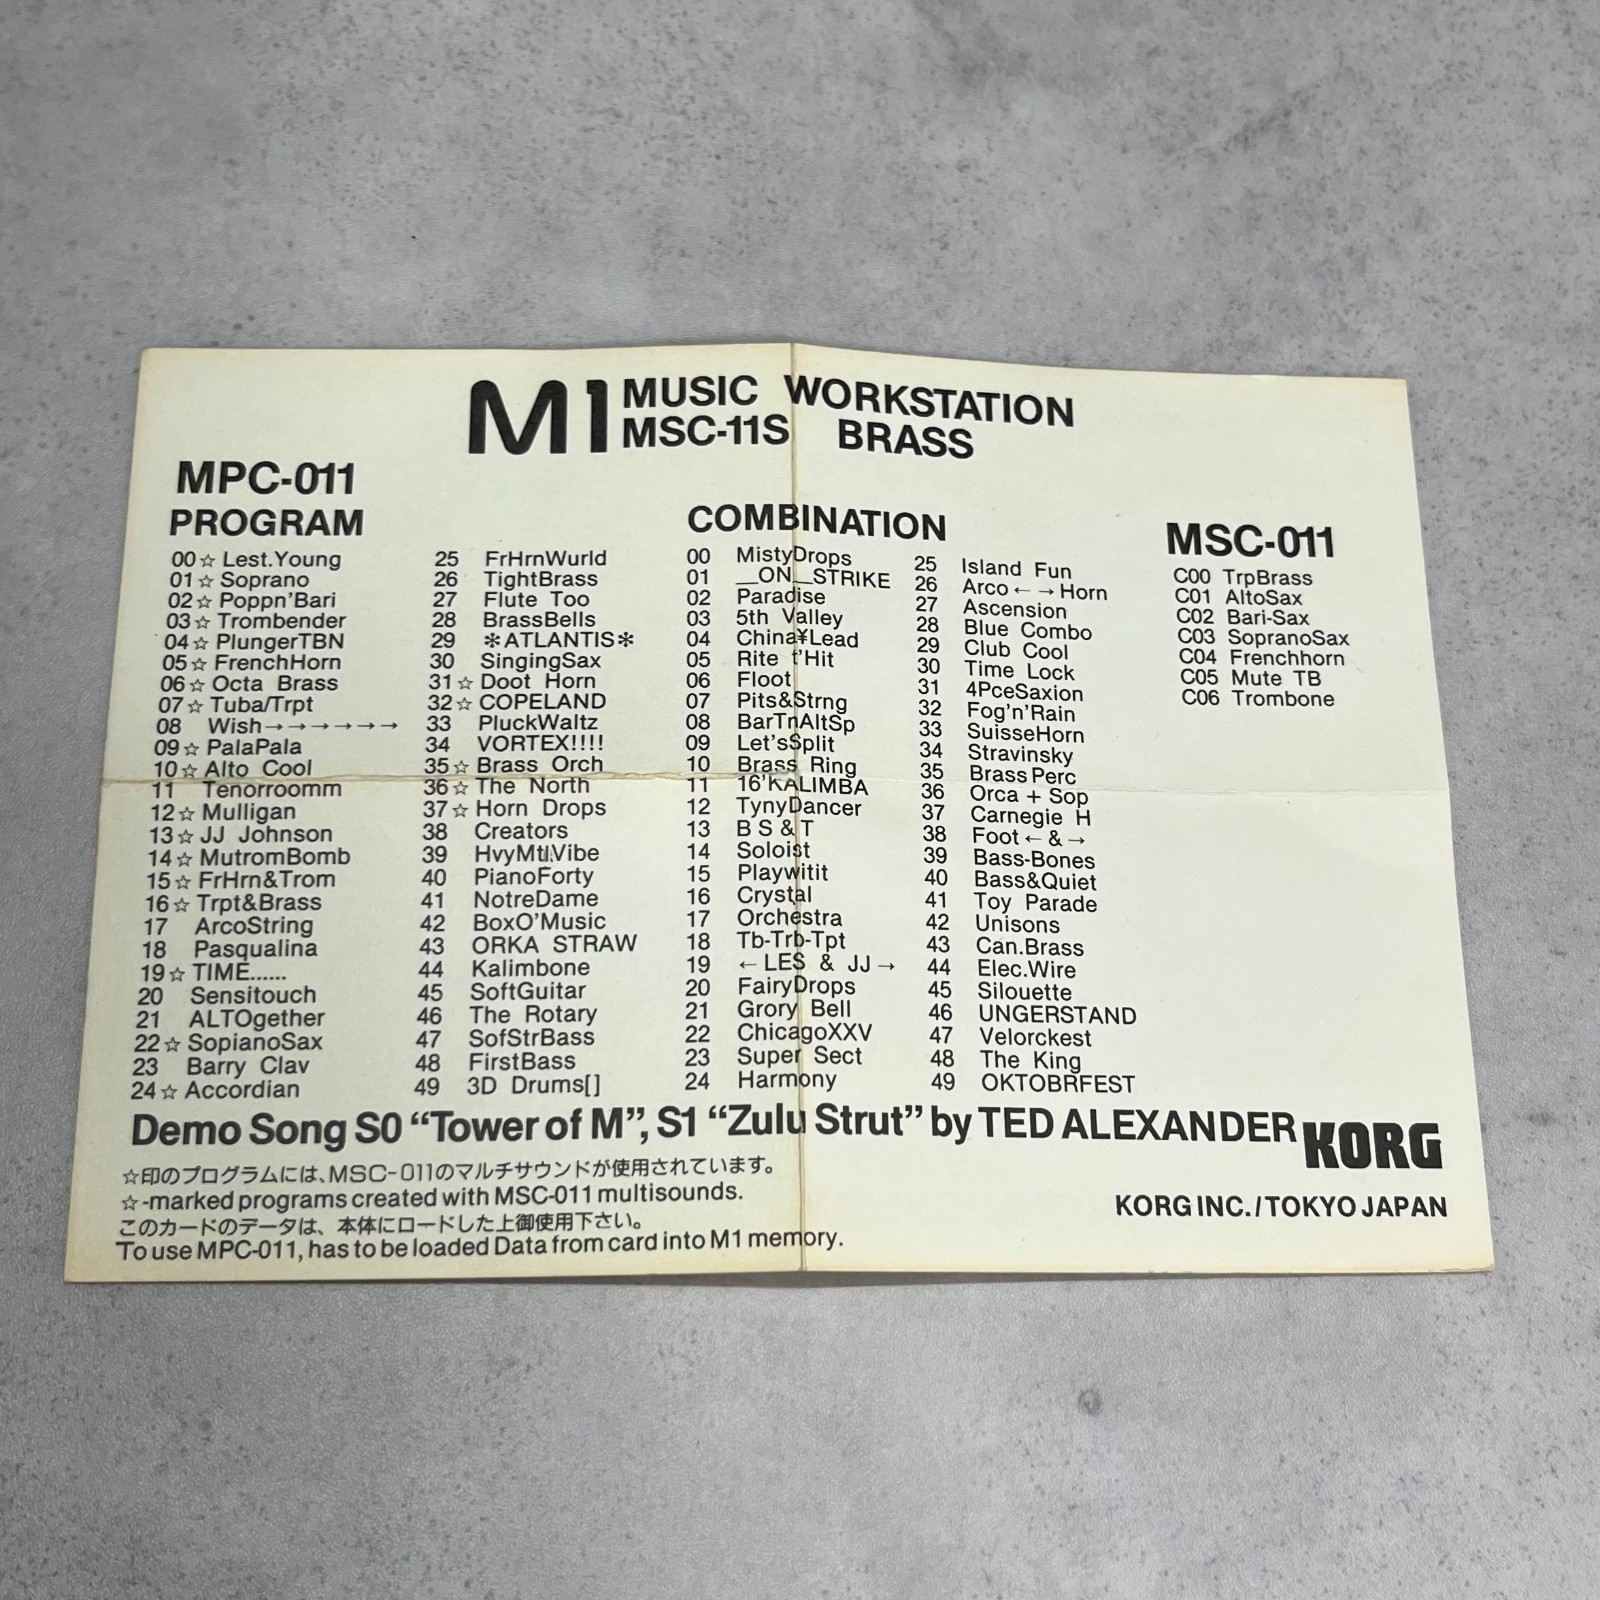 M1 MUSIC WORKSTATION
MSC-11S BRASS
MPC-011
PROGRAM
00☆ Lest.Young
01☆ Soprano
02☆ Poppn'Bari
03☆ Trombender
04☆ PlungerTBN
05☆ FrenchHorn
06☆ Octa Brass
07☆ Tuba/Trpt
08 Wish→→→→→→
09☆ PalaPala
10☆ Alto Cool
11 Tenorroomm
12☆ Mulligan
13☆ JJ Johnson
14☆ MutromBomb
15☆ FrHrn&Trom
16☆ Trpt&Brass
17 ArcoString
18 Pasqualina
19☆ TIME......
20 Sensitouch
21 ALTOgether
22☆ SopianoSax
23 Barry Clav
24☆ Accordian
25 FrHrnWurld
26 TightBrass
27 Flute Too
28 BrassBells
29 ✻ATLANTIS✻
30 SingingSax
31☆ Doot Horn
32☆ COPELAND
33 PluckWaltz
34 VORTEX!!!!
35☆ Brass Orch
36☆ The North
37☆ Horn Drops
38 Creators
39 HvyMtlVibe
40 PianoForty
41 NotreDame
42 BoxO'Music
43 ORKA STRAW
44 Kalimbone
45 SoftGuitar
46 The Rotary
47 SofStrBass
48 FirstBass
49 3D Drums[]
COMBINATION
00 MistyDrops
01 __ON__STRIKE
02 Paradise
03 5th Valley
04 China¥Lead
05 Rite t'Hit
06 Floot
07 Pits&Strng
08 BarTnAltSp
09 Let'sSplit
10 Brass Ring
11 16'KALIMBA
12 TynyDancer
13 B S & T
14 Soloist
15 Playwitit
16 Crystal
17 Orchestra
18 Tb-Trb-Tpt
19 ←LES & JJ→
20 FairyDrops
21 Grory Bell
22 ChicagoXXV
23 Super Sect
24 Harmony
25 Island Fun
26 Arco←→Horn
27 Ascension
28 Blue Combo
29 Club Cool
30 Time Lock
31 4PceSaxion
32 Fog'n'Rain
33 SuisseHorn
34 Stravinsky
35 Brass Perc
36 Orca + Sop
37 Carnegie H
38 Foot←&→
39 Bass-Bones
40 Bass&Quiet
41 Toy Parade
42 Unisons
43 Can.Brass
44 Elec.Wire
45 Silouette
46 UNGERSTAND
47 Velorckest
48 The King
49 OKTOBRFEST
MSC-011
C00 TrpBrass
C01 AltoSax
C02 Bari-Sax
C03 SopranoSax
C04 Frenchhorn
C05 Mute TB
C06 Trombone
Demo Song S0 “Tower of M”, S1 “Zulu Strut” by TED ALEXANDER
KORG
☆印のプログラムには、MSC-011のマルチサウンドが使用されています。
☆-marked programs created with MSC-011 multisounds.
このカードのデータは、本体にロードした上御使用下さい。
To use MPC-011, has to be loaded Data from card into M1 memory.
KORG INC./TOKYO JAPAN